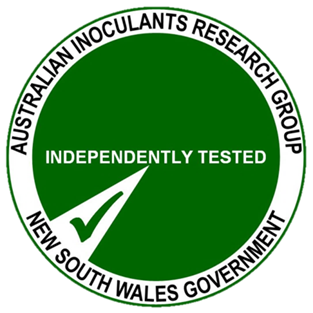 AUSTRALIAN INOCULANTS RESEARCH GROUP
INDEPENDENTLY TESTED
NEW SOUTH WALES GOVERNMENT